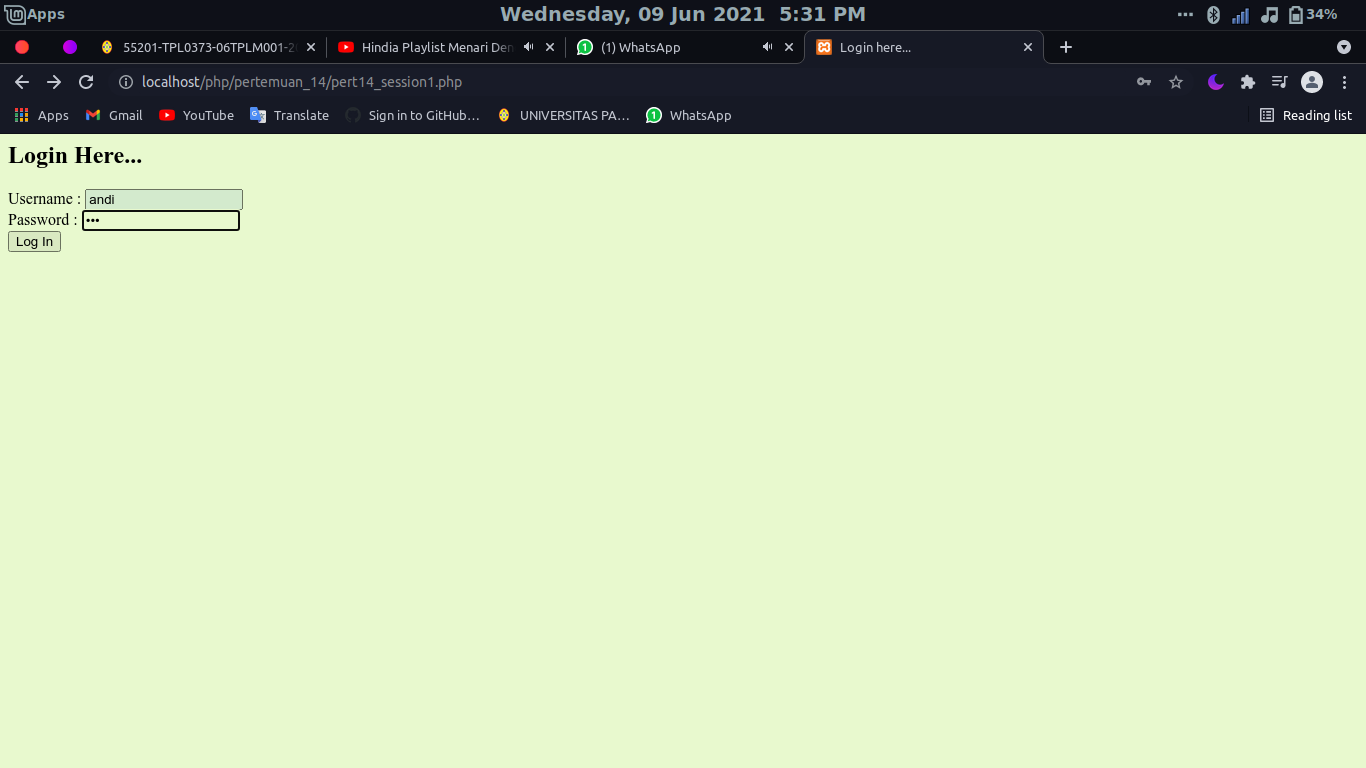 Apps Wednesday, 09 Jun 2021 5:31 PM 34%
55201-TPL0373-06TPLM001- Hindia Playlist Menari Den (1) WhatsApp Login here...
localhost/php/pertemuan_14/pert14_session1.php
Apps Gmail YouTube Translate Sign in to GitHub... UNIVERSITAS PA... WhatsApp Reading list
Login Here...
Username : andi
Password : •••
Log In